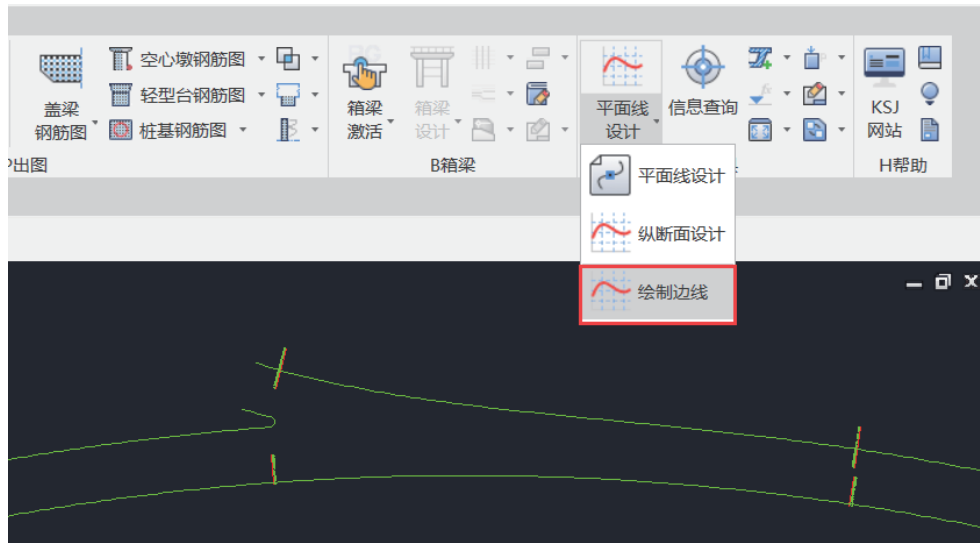 盖梁
钢筋图
空心墩钢筋图
轻型台钢筋图
桩基钢筋图
箱梁
激活
箱梁
设计
平面线
设计
信息查询
KSJ
网站
P出图
B箱梁
H帮助
平面线设计
纵断面设计
绘制边线